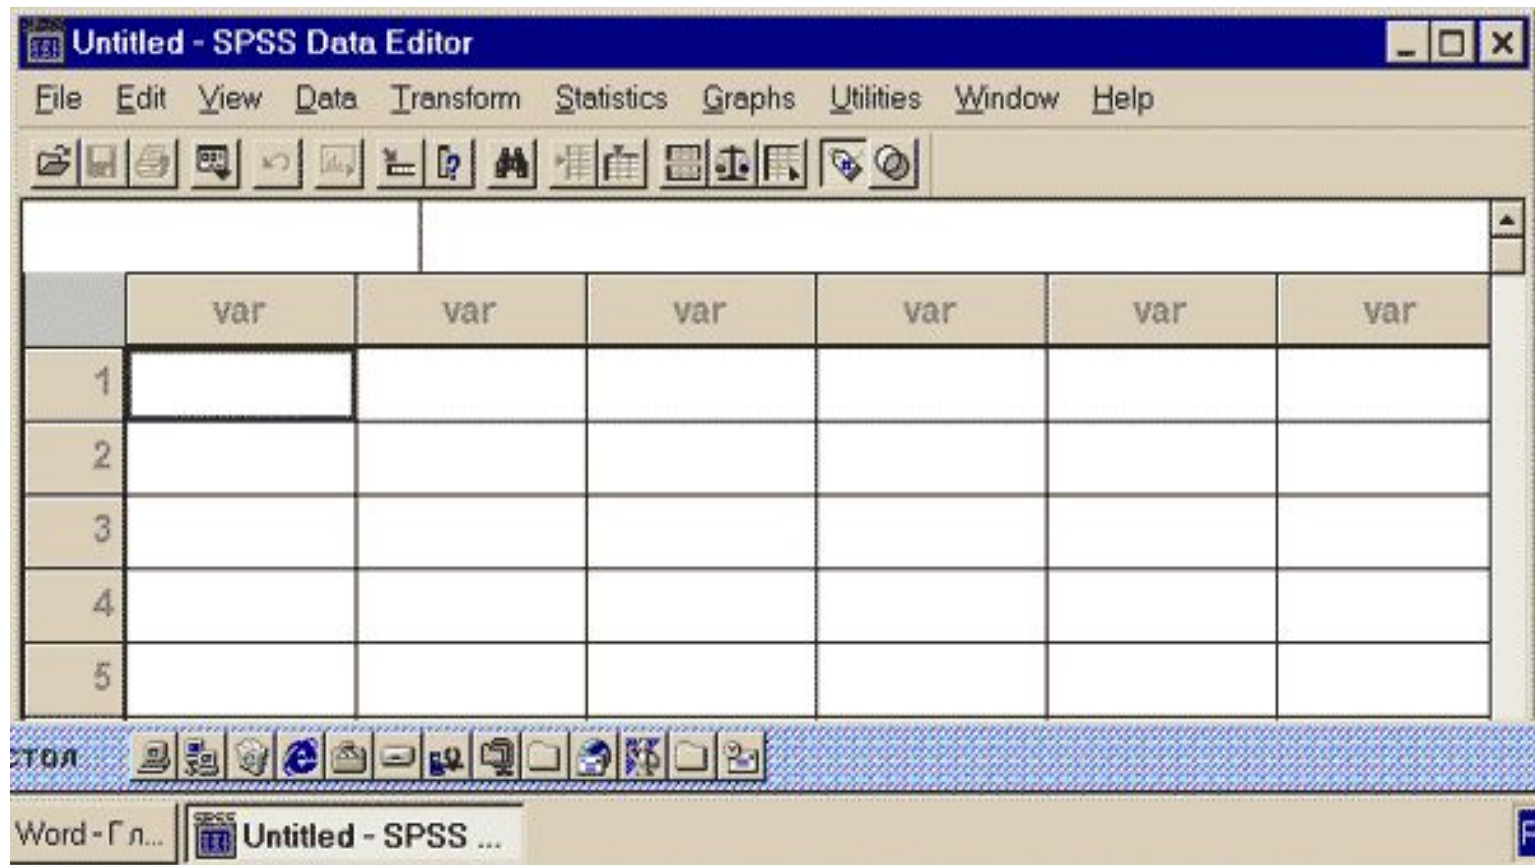 Untitled - SPSS Data Editor
File Edit View Data Transform Statistics Graphs Utilities Window Help
var var var var var var
1
2
3
4
5
стол
Word - Гл...
Untitled - SPSS ...